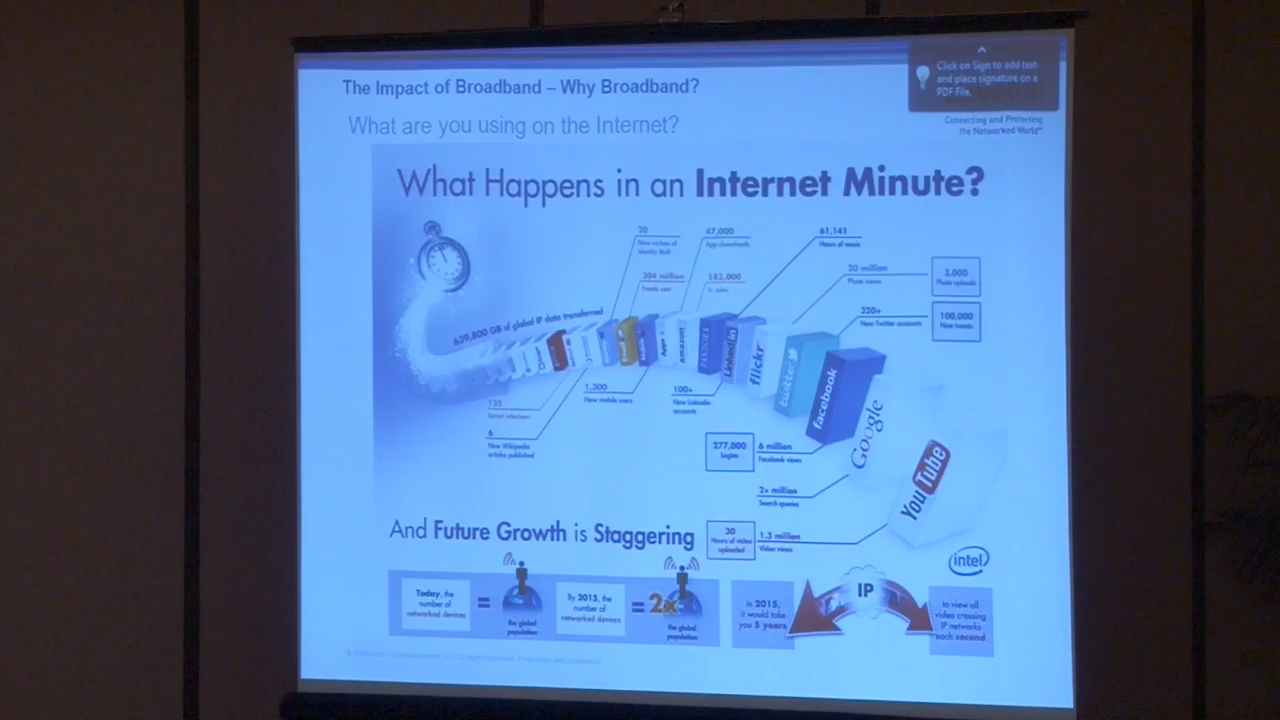 The Impact of Broadband – Why Broadband?
Click on Sign to add text
and place signature on a
PDF File.
What are you using on the Internet?
Connecting and Protecting
the Networked World™
What Happens in an Internet Minute?
20
New victims of
identity theft
47,000
App downloads
61,141
Hours of music
204 million
Emails sent
$83,000
In sales
20 million
Photo views
3,000
Photo uploads
320+
New Twitter accounts
100,000
New tweets
639,800 GB of global IP data transferred
Apps
amazon
PANDORA
LinkedIn
flickr
twitter
facebook
Google
YouTube
135
Botnet infections
6
New Wikipedia
articles published
1,300
New mobile users
100+
New LinkedIn
accounts
277,000
Logins
6 million
Facebook views
2+ million
Search queries
30
Hours of video
uploaded
1.3 million
Video views
And Future Growth is Staggering
intel
Today, the
number of
networked devices
=
the global
population
By 2015, the
number of
networked devices
= 2x
the global
population
In 2015,
it would take
you 5 years
IP
to view all
video crossing
IP networks
each second